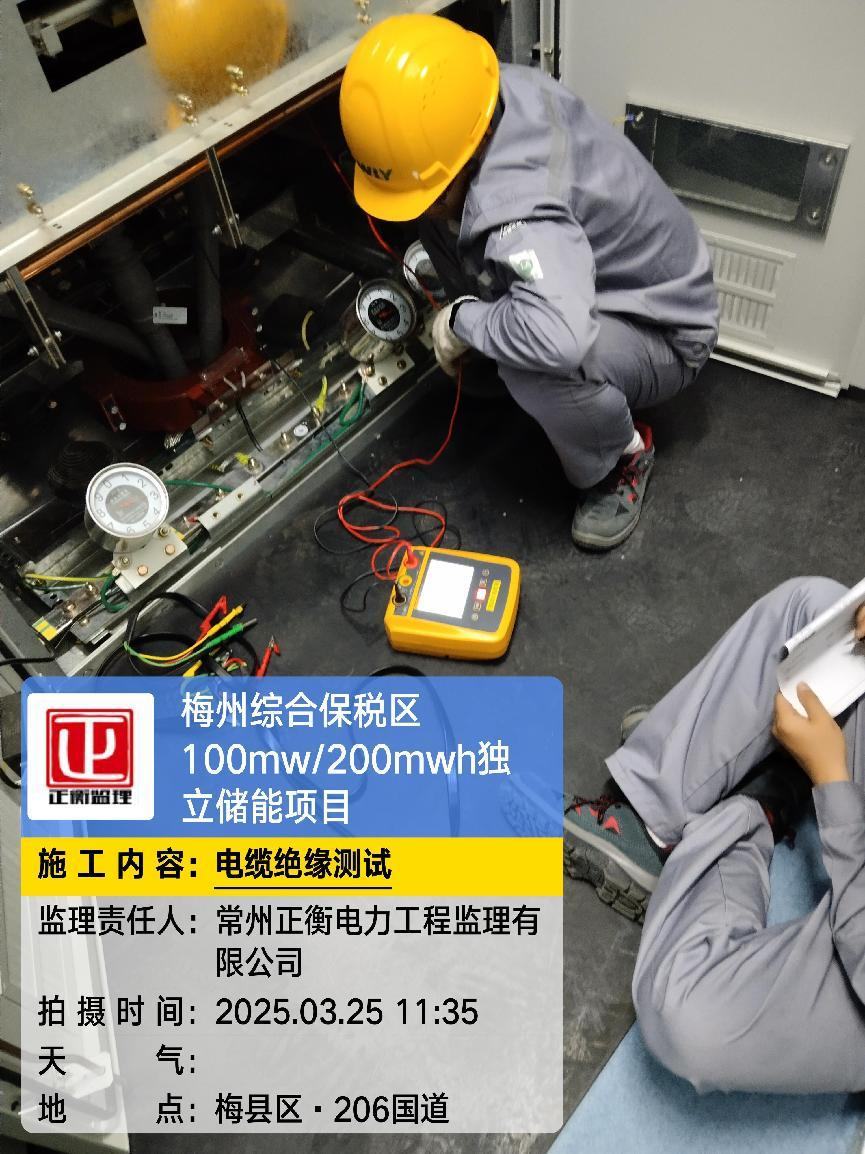 梅州综合保税区
100mw/200mwh独
立储能项目
正衡监理
施工内容：电缆绝缘测试
监理责任人：常州正衡电力工程监理有
限公司
拍摄时间：2025.03.25 11:35
天气：
地点：梅县区·206国道